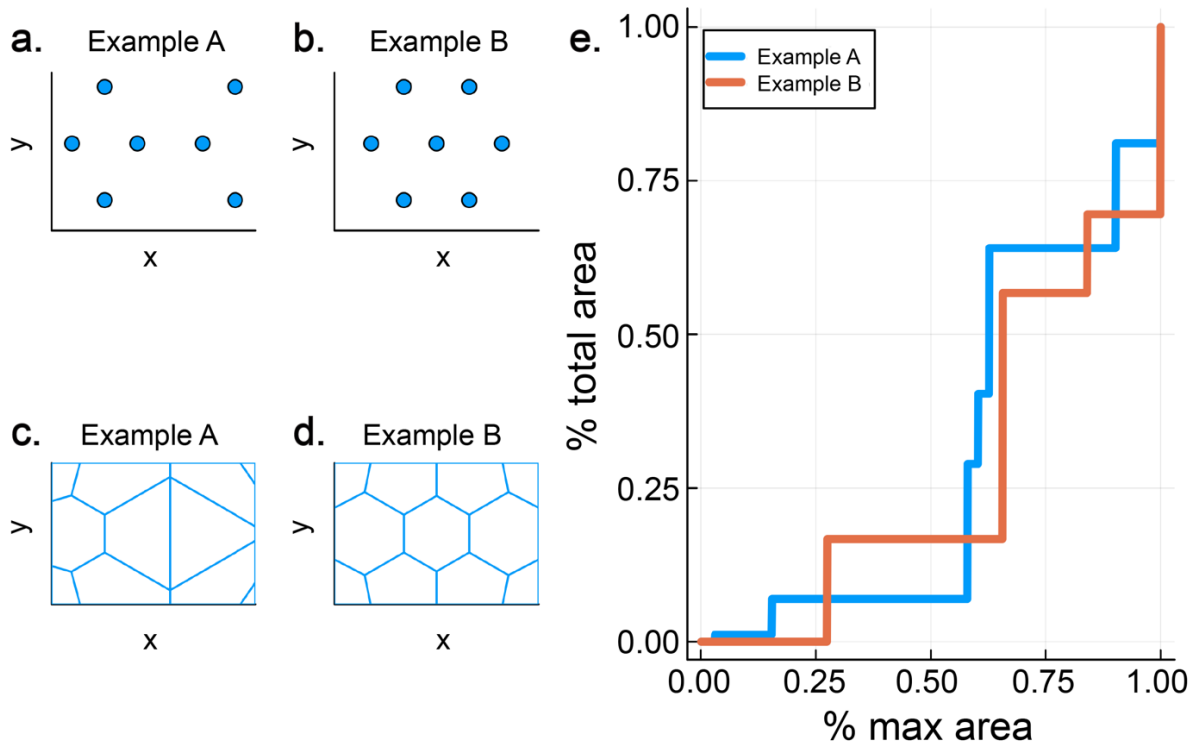 a. Example A
y
x
b. Example B
y
x
c. Example A
y
x
d. Example B
y
x
e.
Example A
Example B
1.00
0.75
0.50
0.25
0.00
% total area
0.00 0.25 0.50 0.75 1.00
% max area